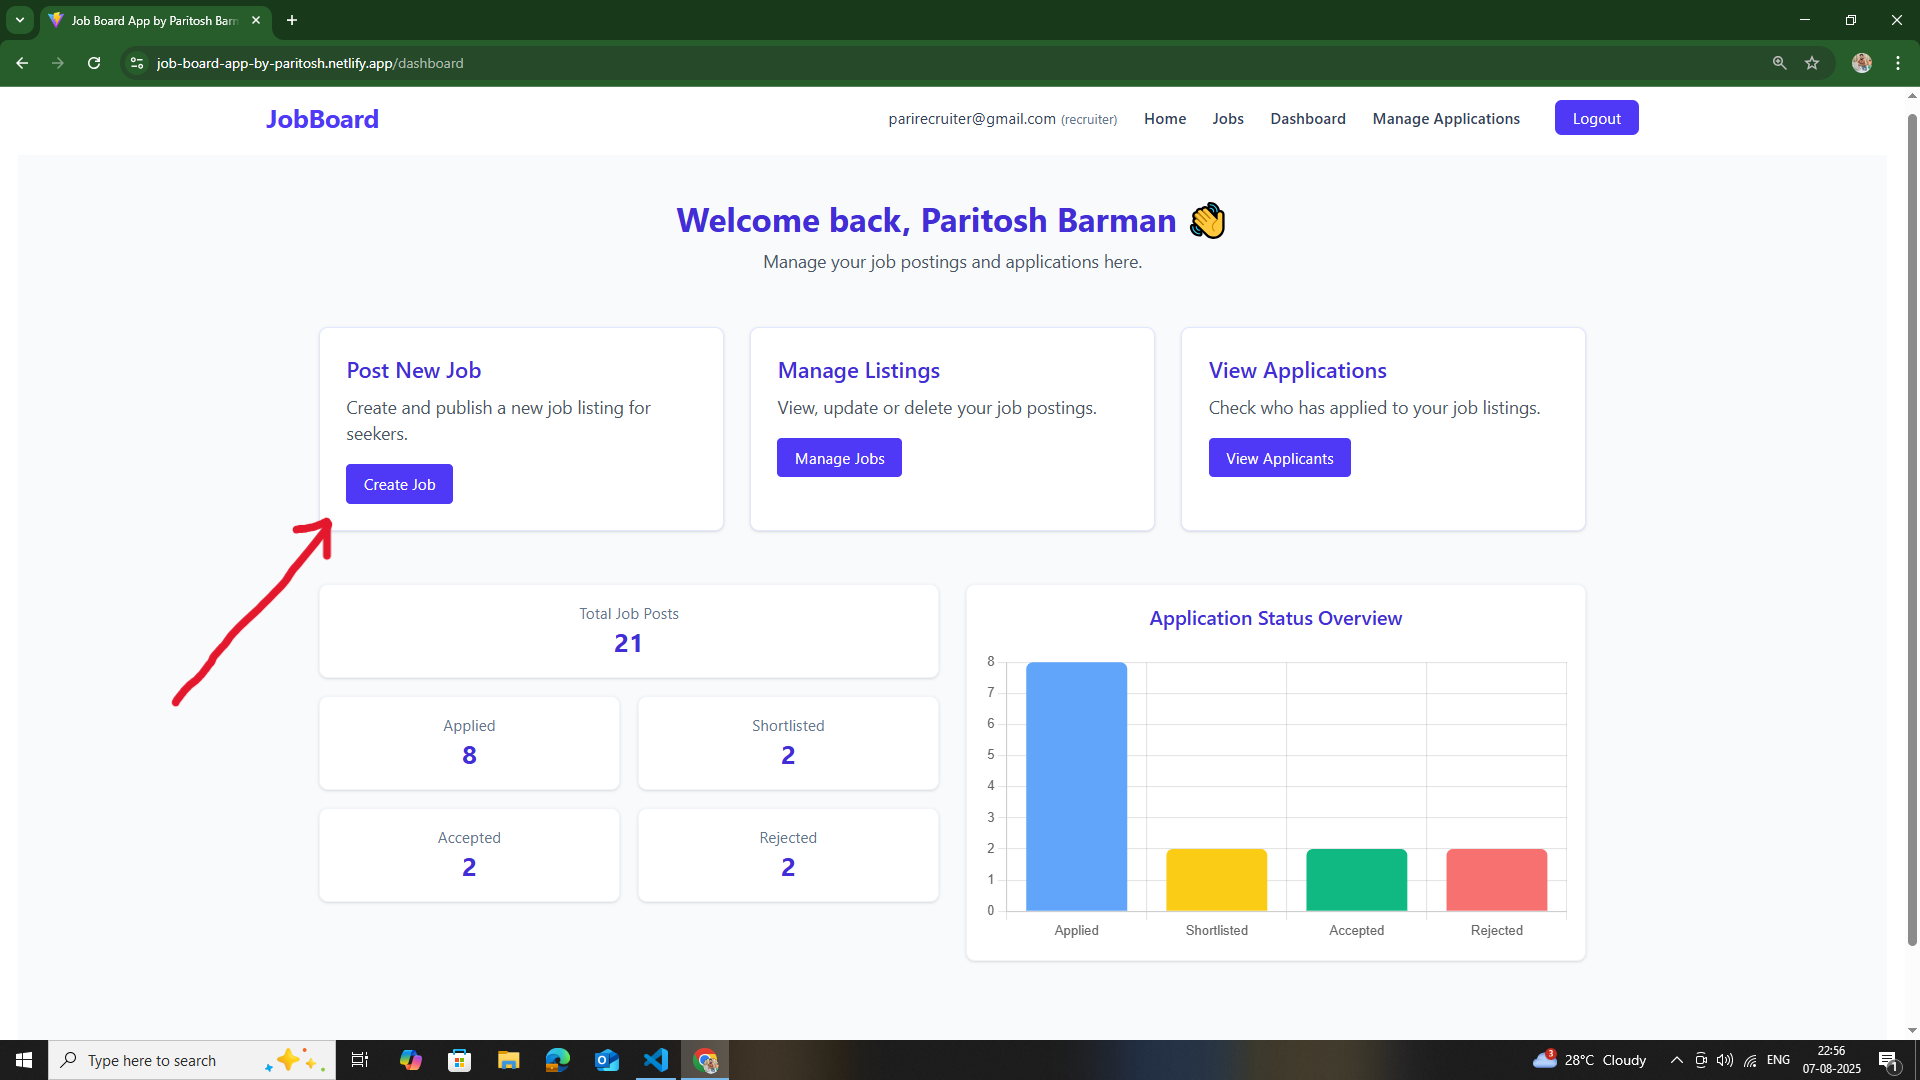 Job Board App by Paritosh Barn
job-board-app-by-paritosh.netlify.app/dashboard
JobBoard
parirecruiter@gmail.com (recruiter)
Home
Jobs
Dashboard
Manage Applications
Logout
Welcome back, Paritosh Barman 👋
Manage your job postings and applications here.
Post New Job
Create and publish a new job listing for
seekers.
Create Job
Manage Listings
View, update or delete your job postings.
Manage Jobs
View Applications
Check who has applied to your job listings.
View Applicants
Total Job Posts
21
Applied
8
Shortlisted
2
Accepted
2
Rejected
2
Application Status Overview
8
7
6
5
4
3
2
1
0
Applied
Shortlisted
Accepted
Rejected
Type here to search
3
28°C Cloudy
ENG
22:56
07-08-2025
1